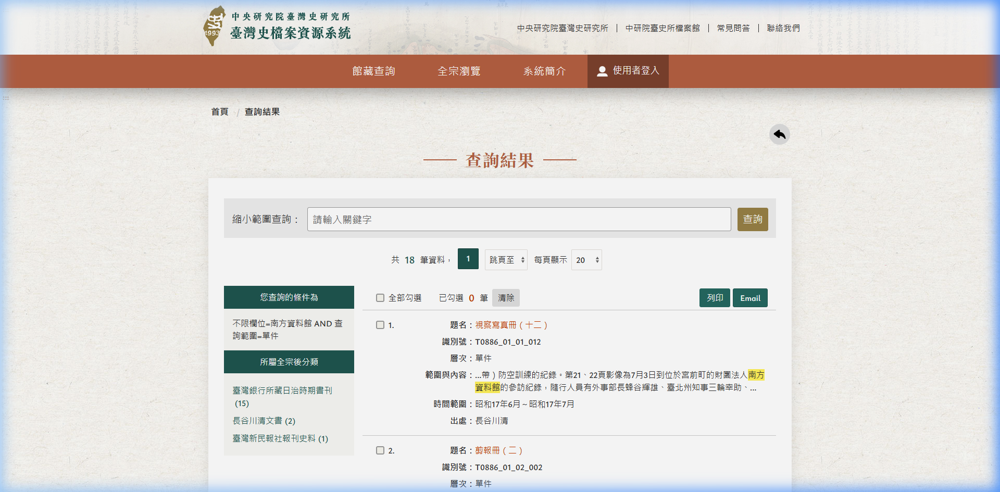 中央研究院臺灣史研究所
臺灣史檔案資源系統
1993
中央研究院臺灣史研究所 | 中研院臺史所檔案館 | 常見問答 | 聯絡我們
館藏查詢 全宗瀏覽 系統簡介 使用者登入
:::
首頁 / 查詢結果
查詢結果
縮小範圍查詢： 請輸入關鍵字 查詢
共 18 筆資料， 1 跳頁至 每頁顯示 20
您查詢的條件為
不限欄位=南方資料館 AND 查
詢範圍=單件
所屬全宗後分類
臺灣銀行所藏日治時期書刊
(15)
長谷川清文書 (2)
臺灣新民報社報刊史料 (1)
全部勾選 已勾選 0 筆 清除 列印 Email
1. 題名：視察寫真冊（十二）
識別號：T0886_01_01_012
層次：單件
範圍與內容：...帶）防空訓練的紀錄。第21、22頁影像為7月3日到位於宮前町的財團法人南方
資料館的參訪紀錄，隨行人員有外事部長蜂谷輝雄、臺北州知事三輪幸助、...
時間範圍：昭和17年6月～昭和17年7月
出處：長谷川清
2. 題名：剪報冊（二）
識別號：T0886_01_02_002
層次：單件